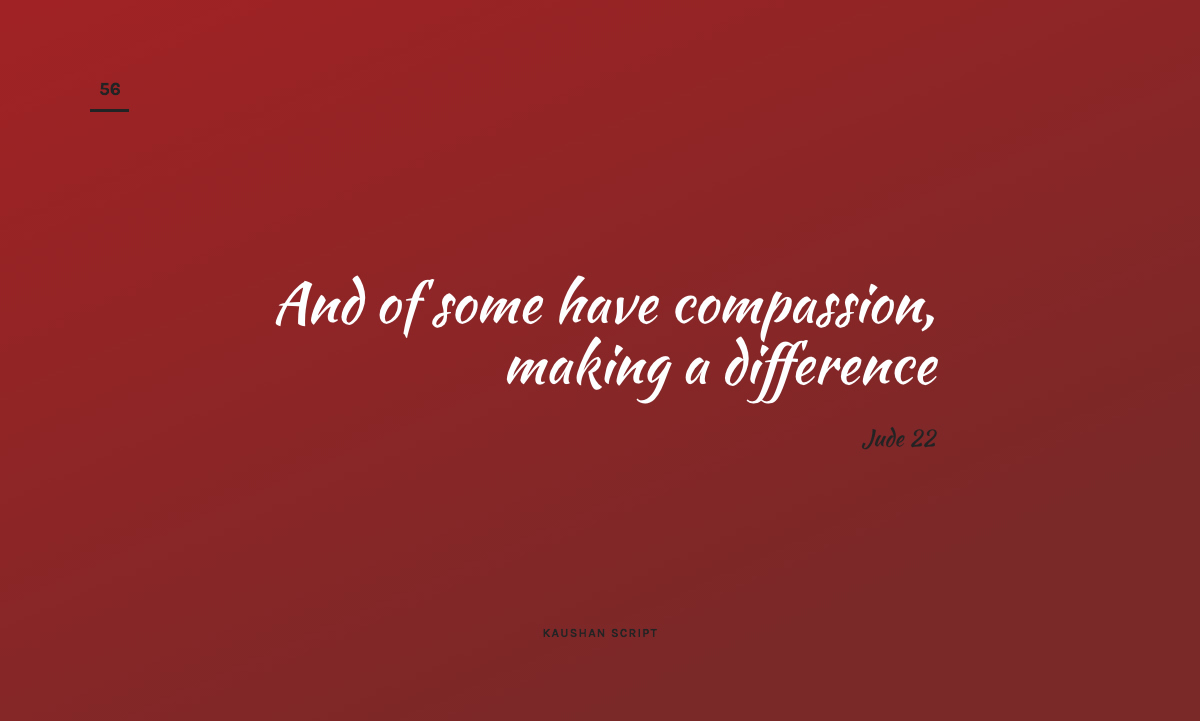 56
And of some have compassion,
making a difference
Jude 22
KAUSHAN SCRIPT